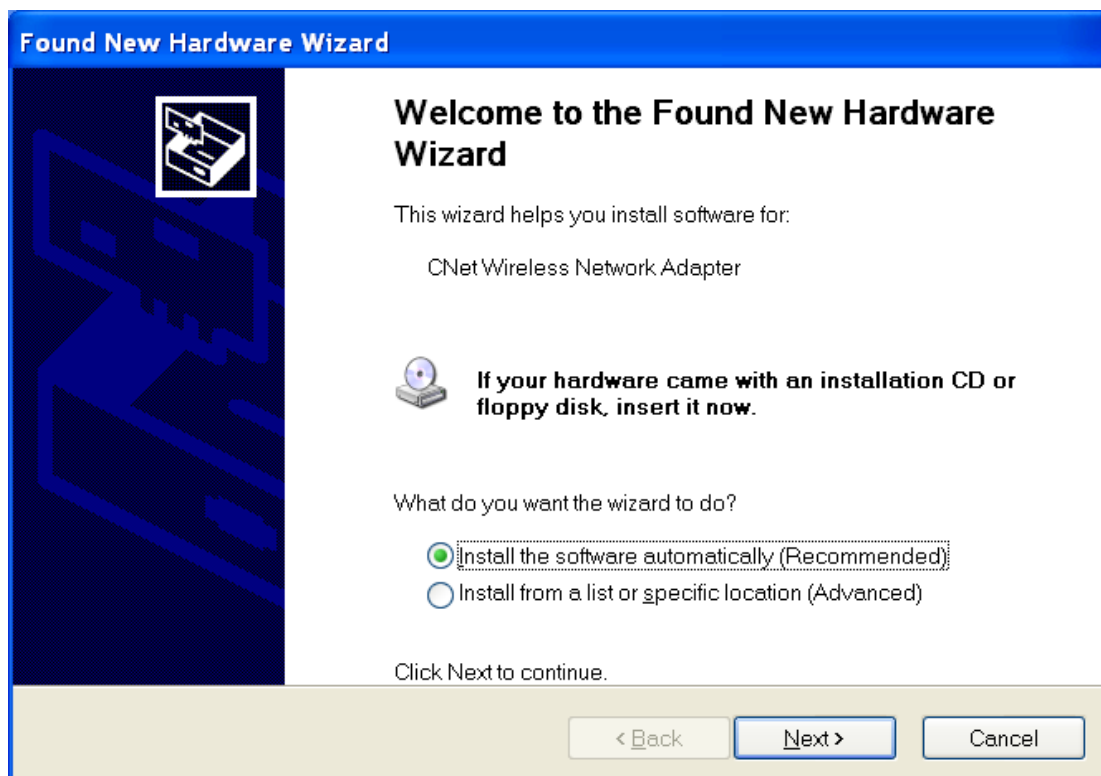 Found New Hardware Wizard
Welcome to the Found New Hardware
Wizard
This wizard helps you install software for:
CNet Wireless Network Adapter
If your hardware came with an installation CD or
floppy disk, insert it now.
What do you want the wizard to do?
Install the software automatically (Recommended)
Install from a list or specific location (Advanced)
Click Next to continue.
< Back
Next >
Cancel